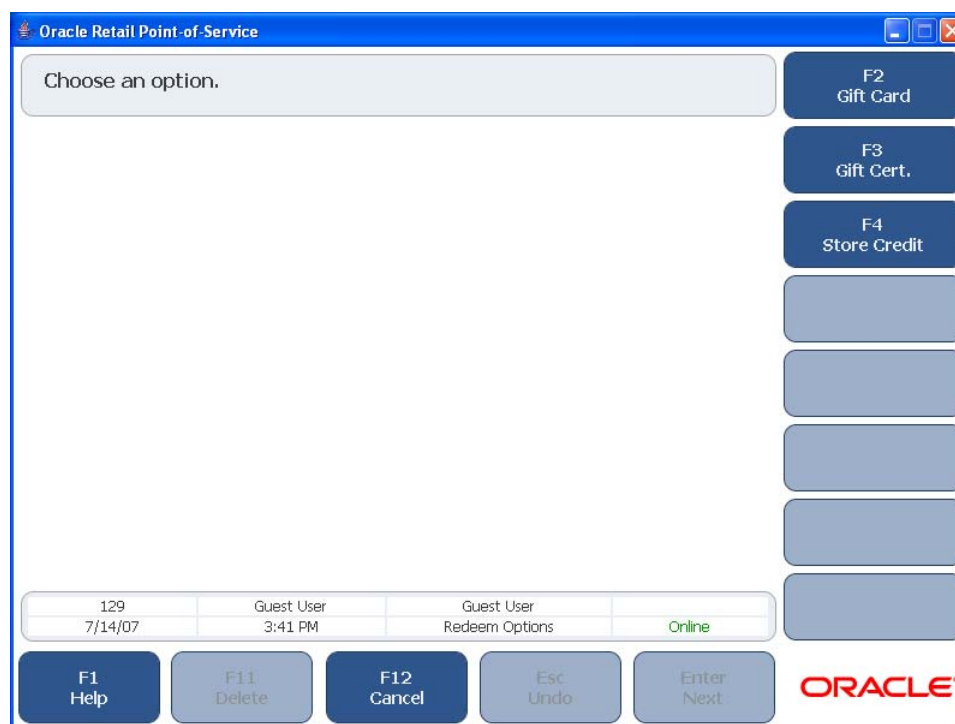 Oracle Retail Point-of-Service
Choose an option.
F2
Gift Card
F3
Gift Cert.
F4
Store Credit
129 Guest User Guest User
7/14/07 3:41 PM Redeem Options Online
F1
Help
F11
Delete
F12
Cancel
Esc
Undo
Enter
Next
ORACLE